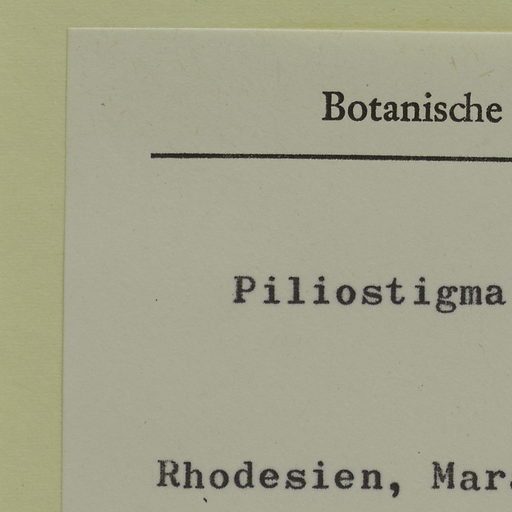 Botanische
Piliostigma
Rhodesien,